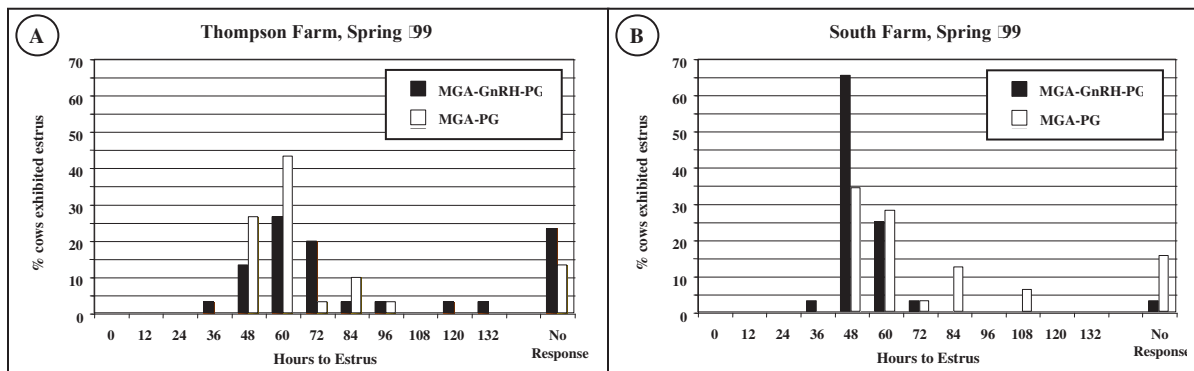 A
Thompson Farm, Spring 99
% cows exhibited estrus
70
60
50
40
30
20
10
0
MGA-GnRH-PG
MGA-PG
0 12 24 36 48 60 72 84 96 108 120 132 No
Response
Hours to Estrus
B
South Farm, Spring 99
% cows exhibited estrus
70
60
50
40
30
20
10
0
MGA-GnRH-PG
MGA-PG
0 12 24 36 48 60 72 84 96 108 120 132 No
Response
Hours to Estrus